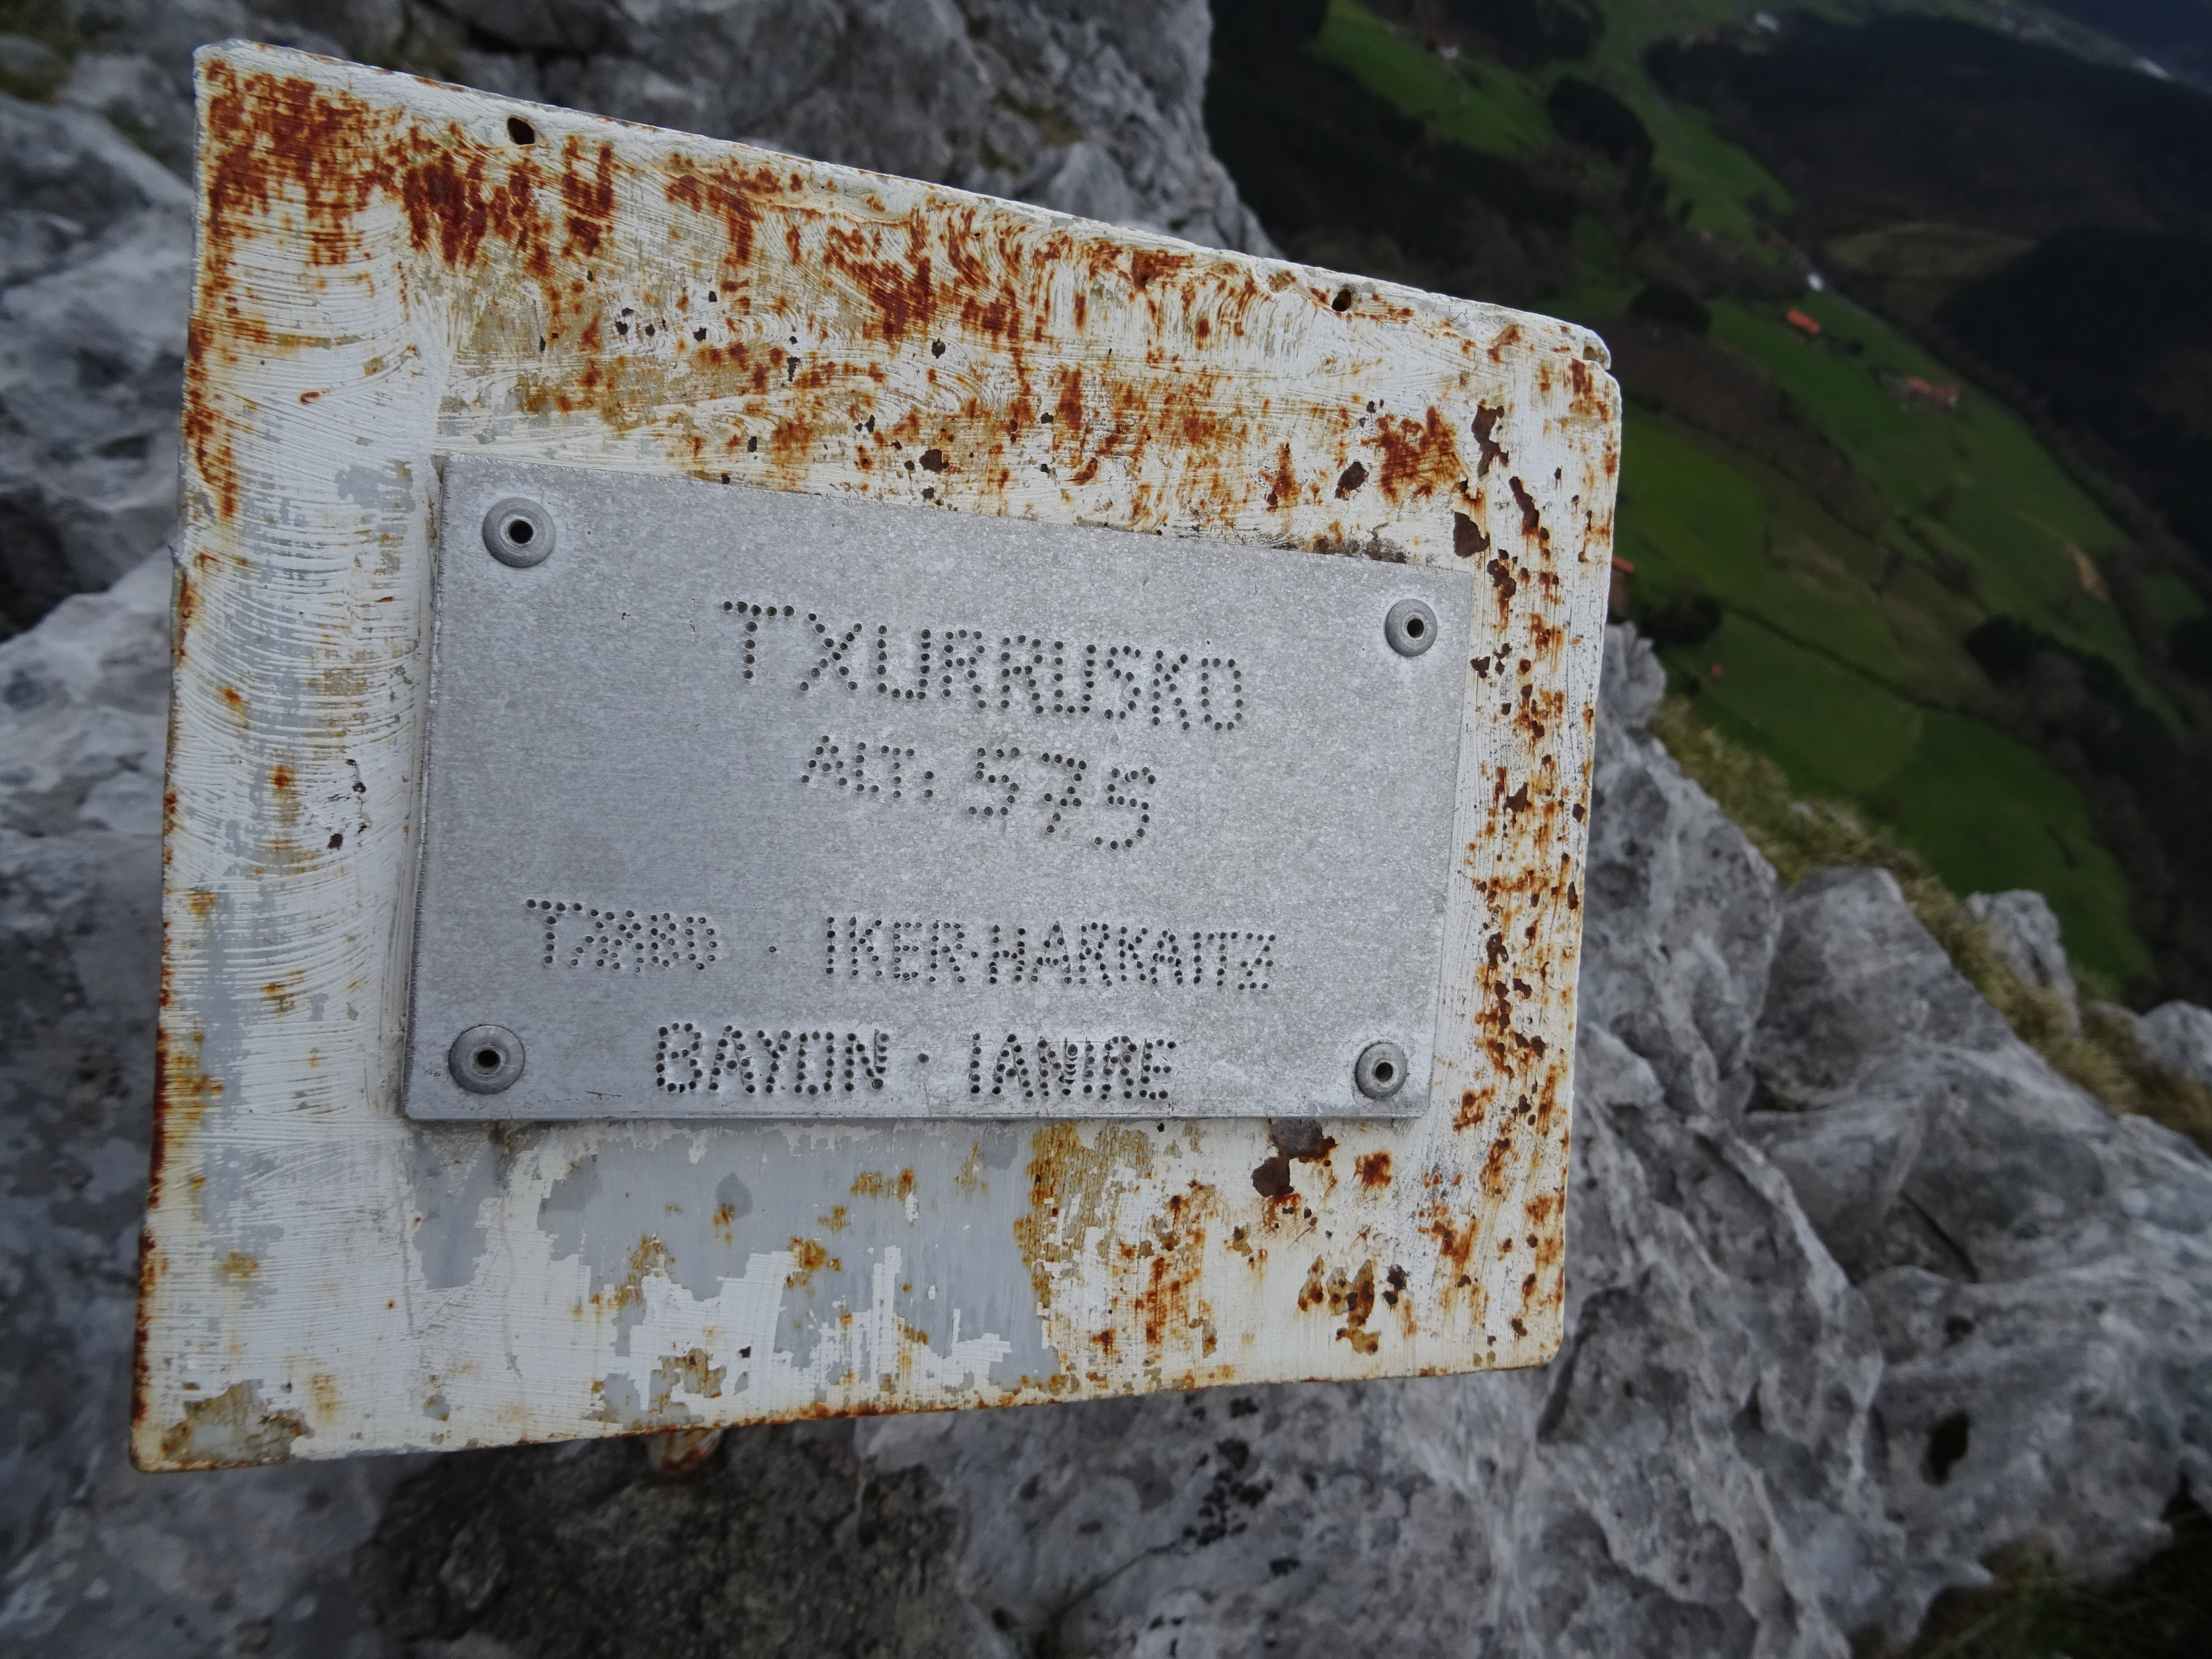 TXURRUSKO
ALT: 575
· IKER-HARKAITZ
BAYON · IANIRE